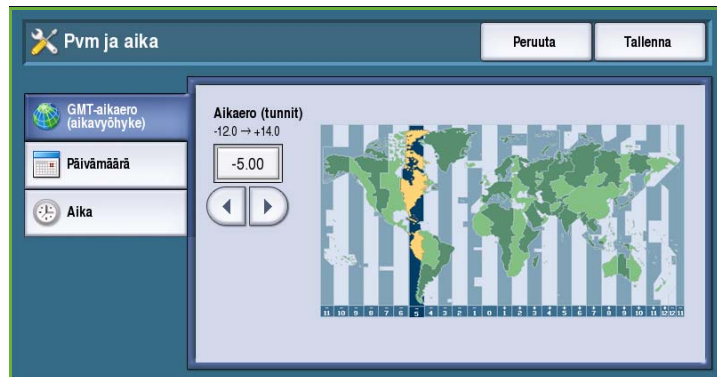 Pvm ja aika
Peruuta
Tallenna
GMT-aikaero
(aikavyöhyke)
Päivämäärä
Aika
Aikaero (tunnit)
-12.0 → +14.0
-5.00
11 10 9 8 7 6 5 4 3 2 1 0 1 2 3 4 5 6 7 8 9 10 11 12 12 11